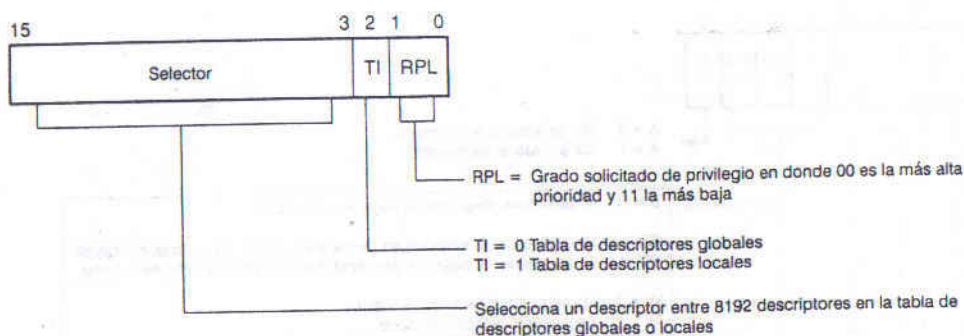 15 3 2 1 0
Selector TI RPL
RPL = Grado solicitado de privilegio en donde 00 es la más alta
prioridad y 11 la más baja
TI = 0 Tabla de descriptores globales
TI = 1 Tabla de descriptores locales
Selecciona un descriptor entre 8192 descriptores en la tabla de
descriptores globales o locales